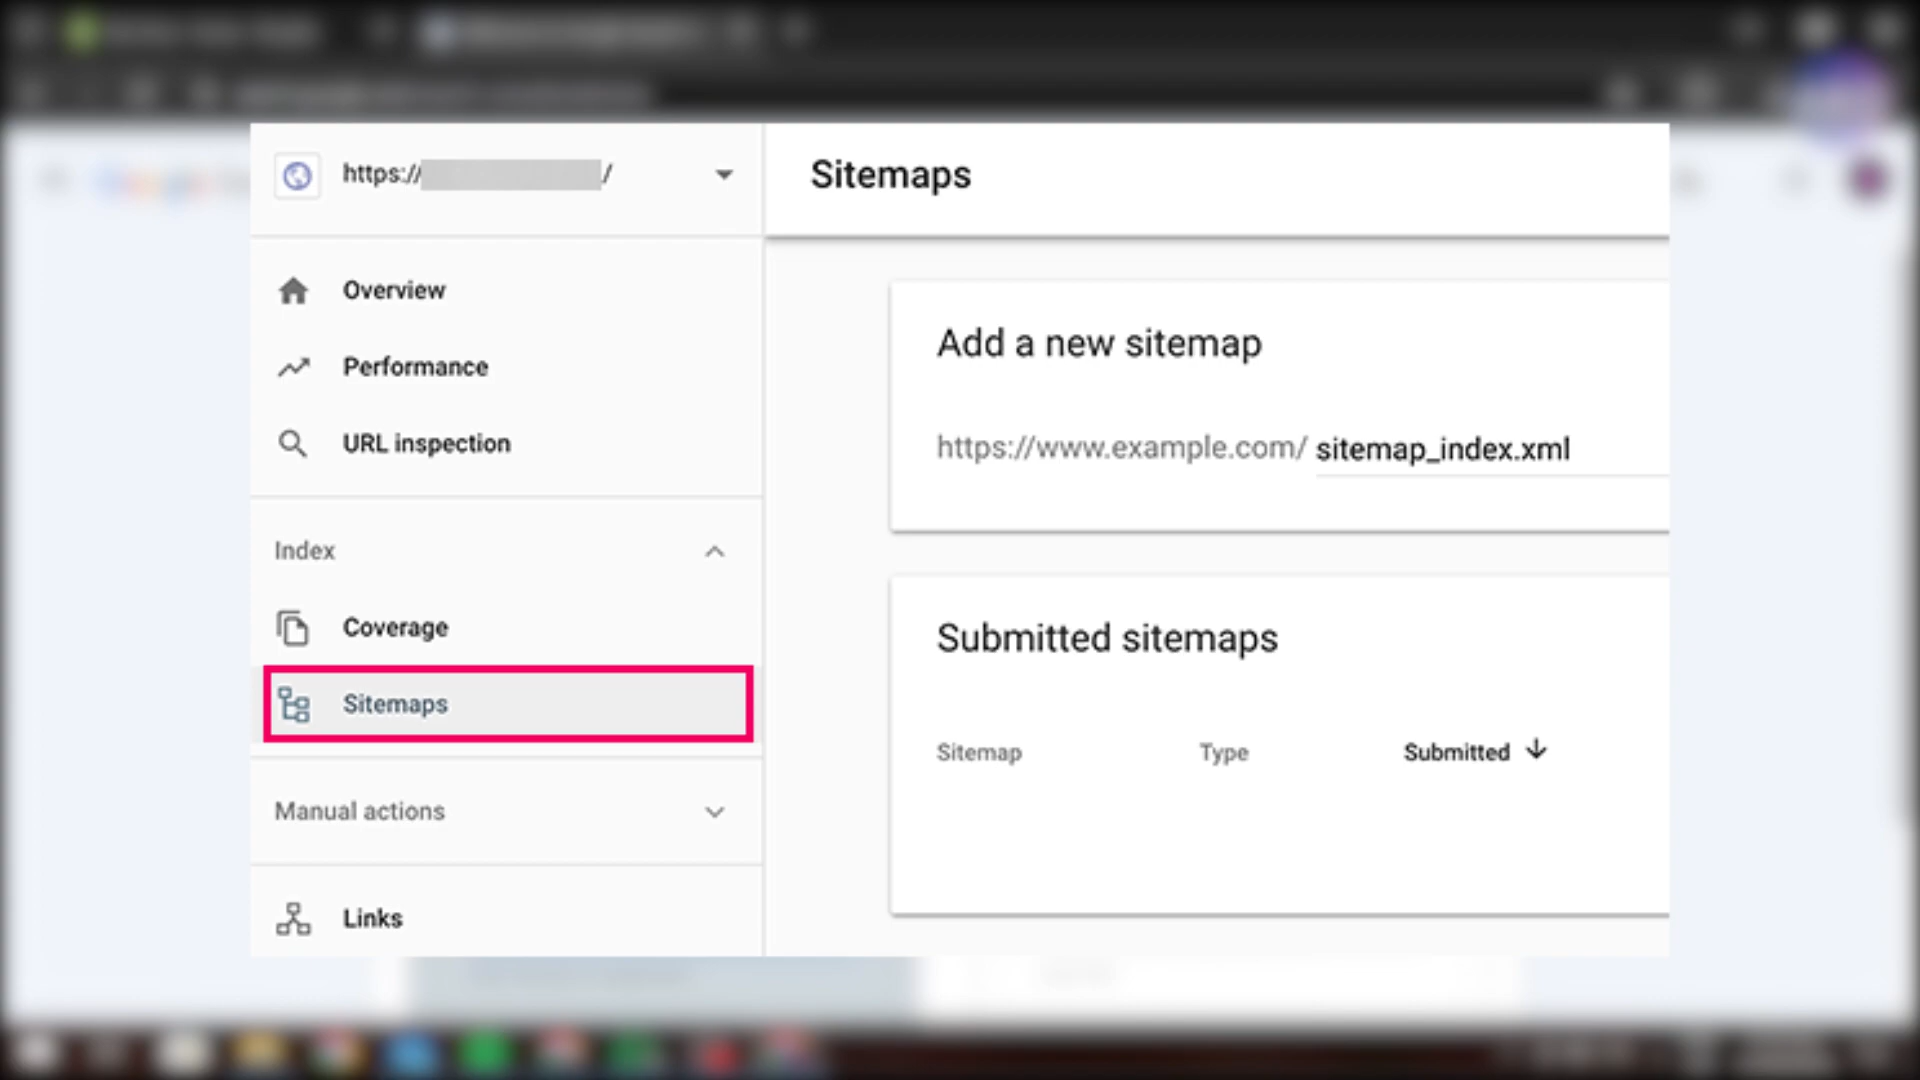 https:// /
Overview
Performance
URL inspection
Index
Coverage
Sitemaps
Manual actions
Links
Sitemaps
Add a new sitemap
https://www.example.com/ sitemap_index.xml
Submitted sitemaps
Sitemap Type Submitted